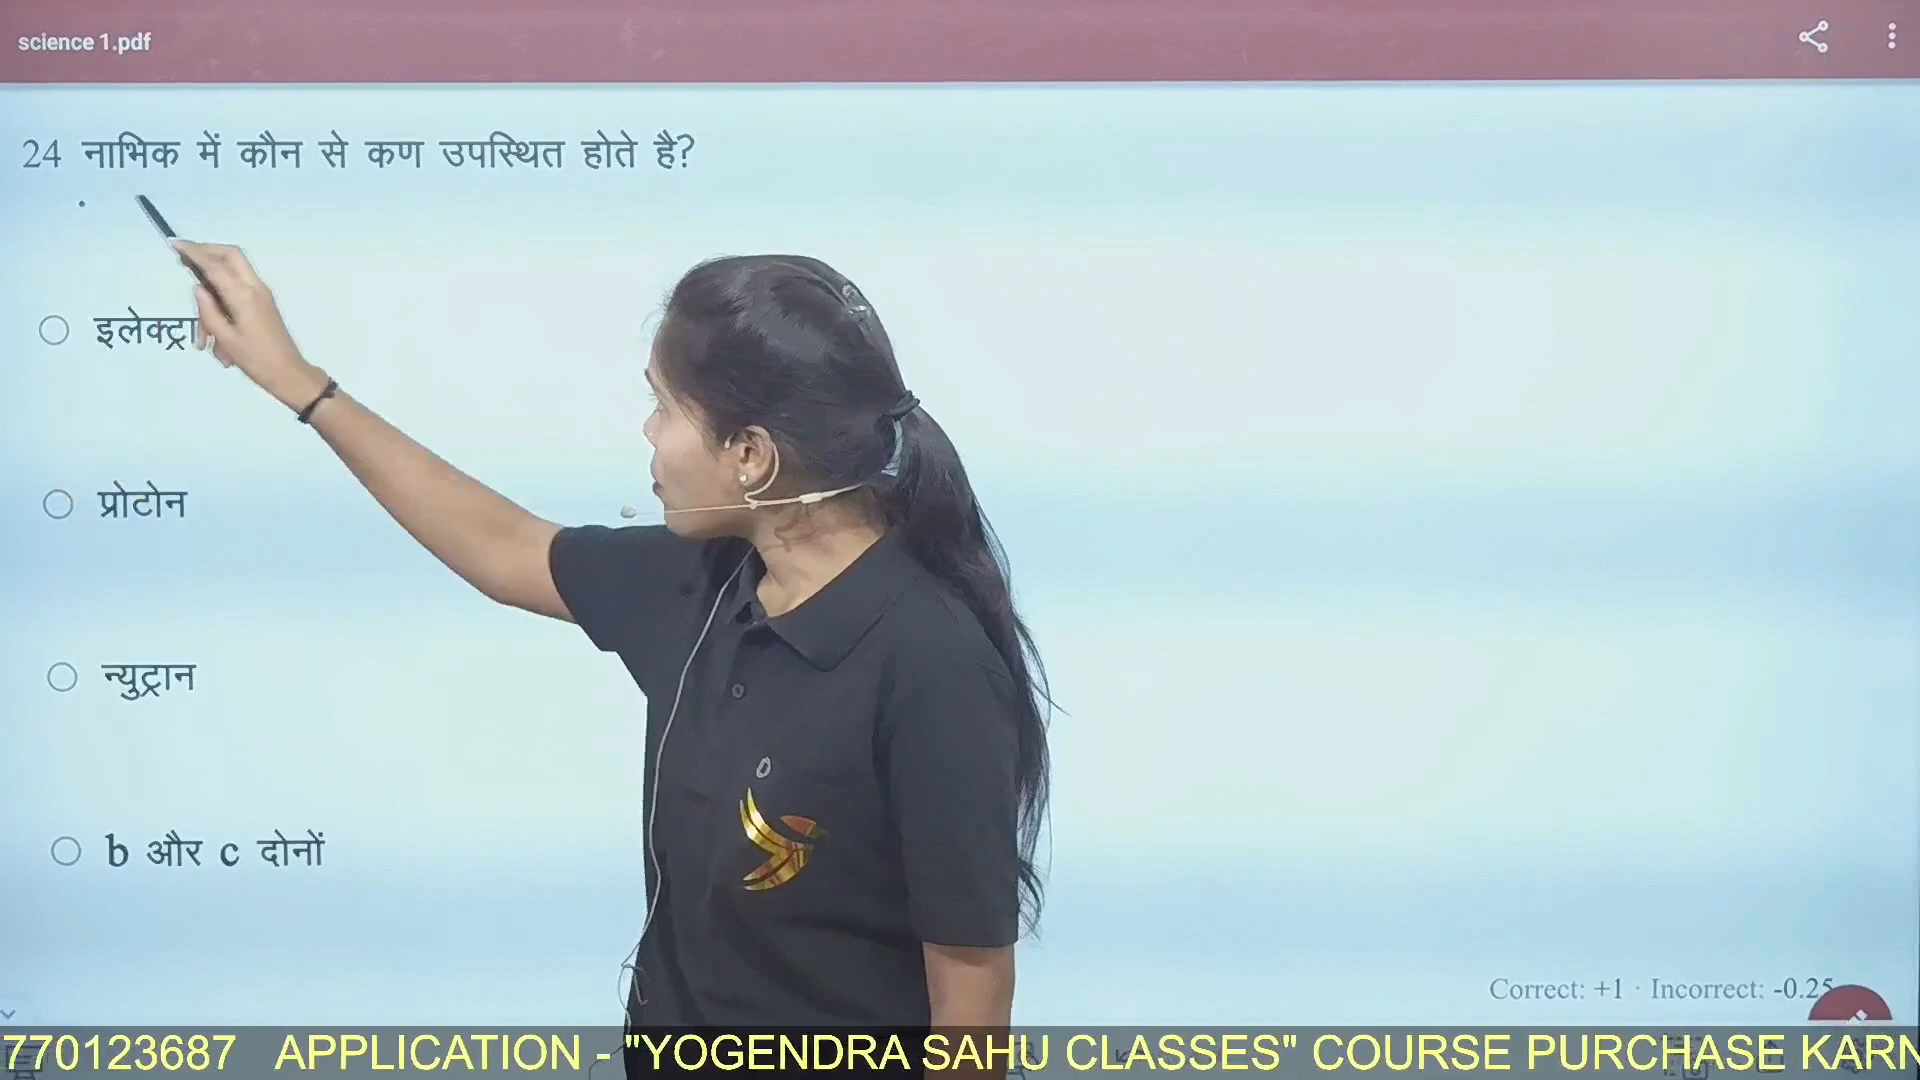 science 1.pdf
24 नाभिक में कौन से कण उपस्थित होते है?
प्रोटोन
न्युट्रान
b और c दोनों
Correct: +1 · Incorrect: -0.25
770123687 APPLICATION - "YOGENDRA SAHU CLASSES" COURSE PURCHASE